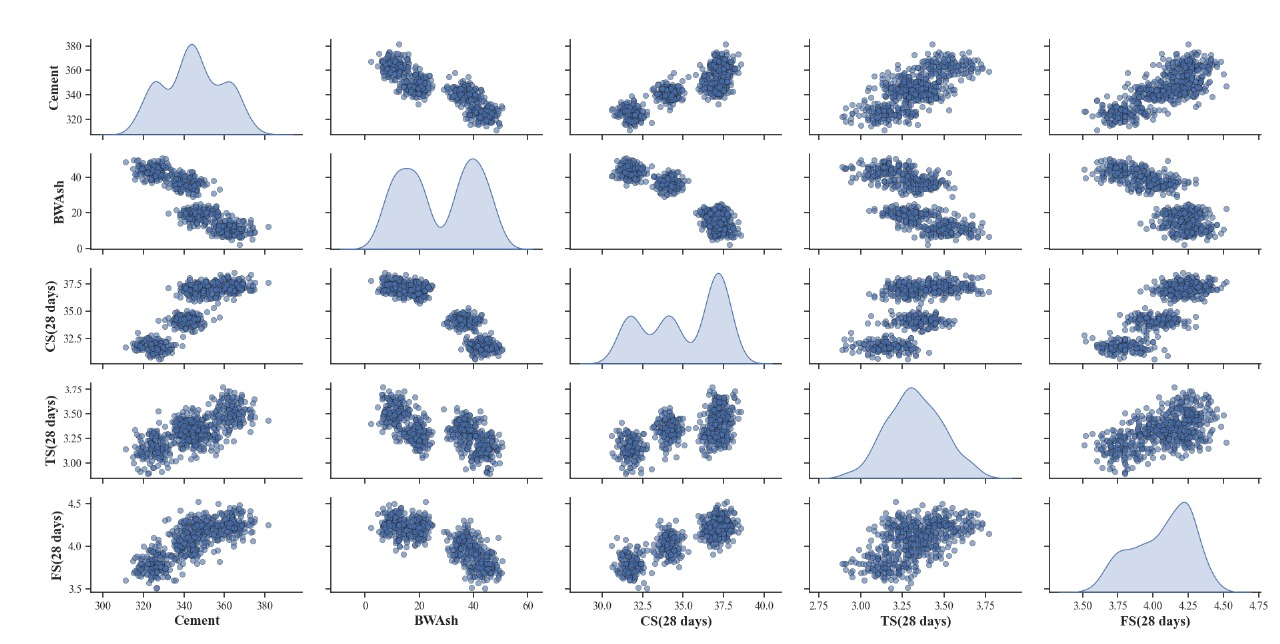 380
360
340
320
Cement
40
20
0
BWAsh
37.5
35.0
32.5
CS(28 days)
3.75
3.50
3.25
3.00
TS(28 days)
4.5
4.0
3.5
FS(28 days)
300 320 340 360 380
Cement
0 20 40 60
BWAsh
30.0 32.5 35.0 37.5 40.0
CS(28 days)
2.75 3.00 3.25 3.50 3.75
TS(28 days)
3.50 3.75 4.00 4.25 4.50 4.75
FS(28 days)